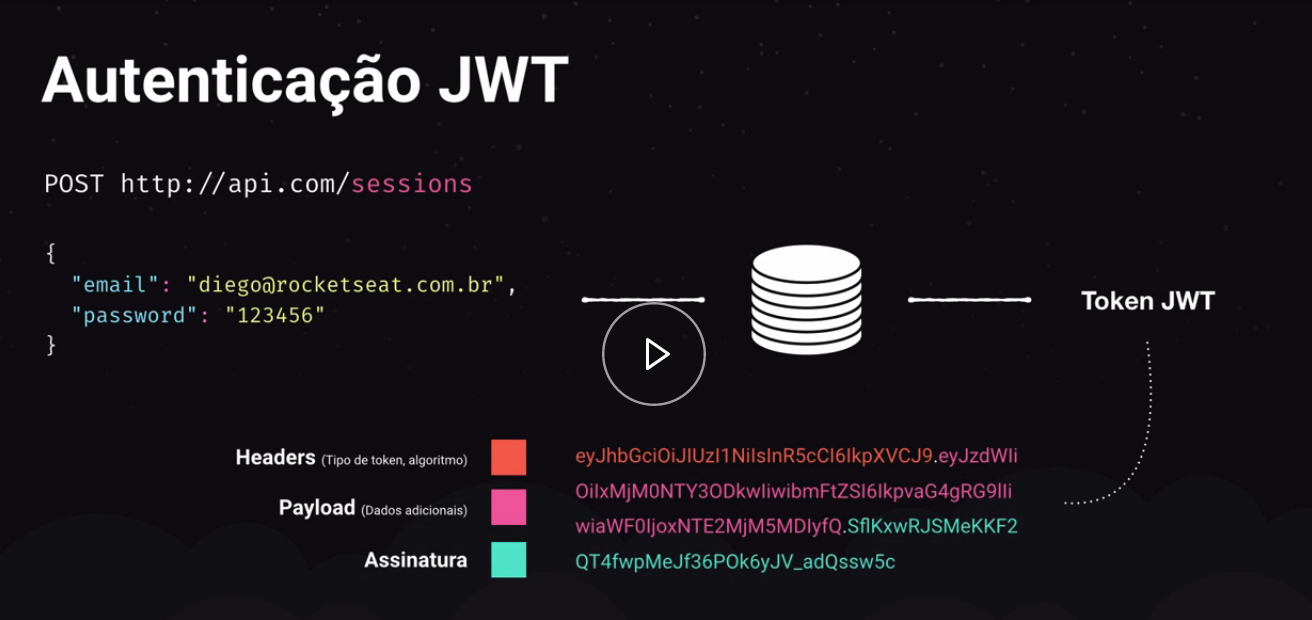 Autenticação JWT
POST http://api.com/sessions
{
"email": "diego@rocketseat.com.br",
"password": "123456"
}
Token JWT
Headers (Tipo de token, algoritmo)
Payload (Dados adicionais)
Assinatura
eyJhbGciOiJIUzI1NiIsInR5cCI6IkpXVCJ9.eyJzdWIi
OiIxMjM0NTY3ODkwIiwibmFtZSI6IkpvaG4gRG9lIi
wiaWF0IjoxNTE2MjM5MDIyfQ.SflKxwRJSMeKKF2
QT4fwpMeJf36POk6yJV_adQssw5c